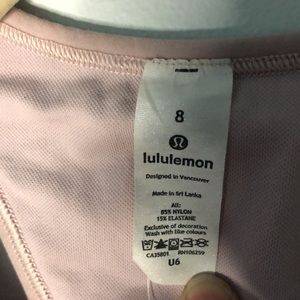 8
lululemon
Designed in Vancouver
Made in Sri Lanka
All:
85% NYLON
15% ELASTANE
Exclusive of decoration
Wash with like colours
CA35801 RN106259
U6